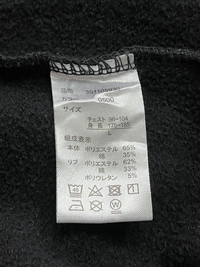 品番
カラー 0500
サイズ
チェスト 96-104
身長 175-185
L
組成表示
本体 ポリエステル 65%
綿 35%
リブ ポリエステル 62%
綿 33%
ポリウレタン 5%